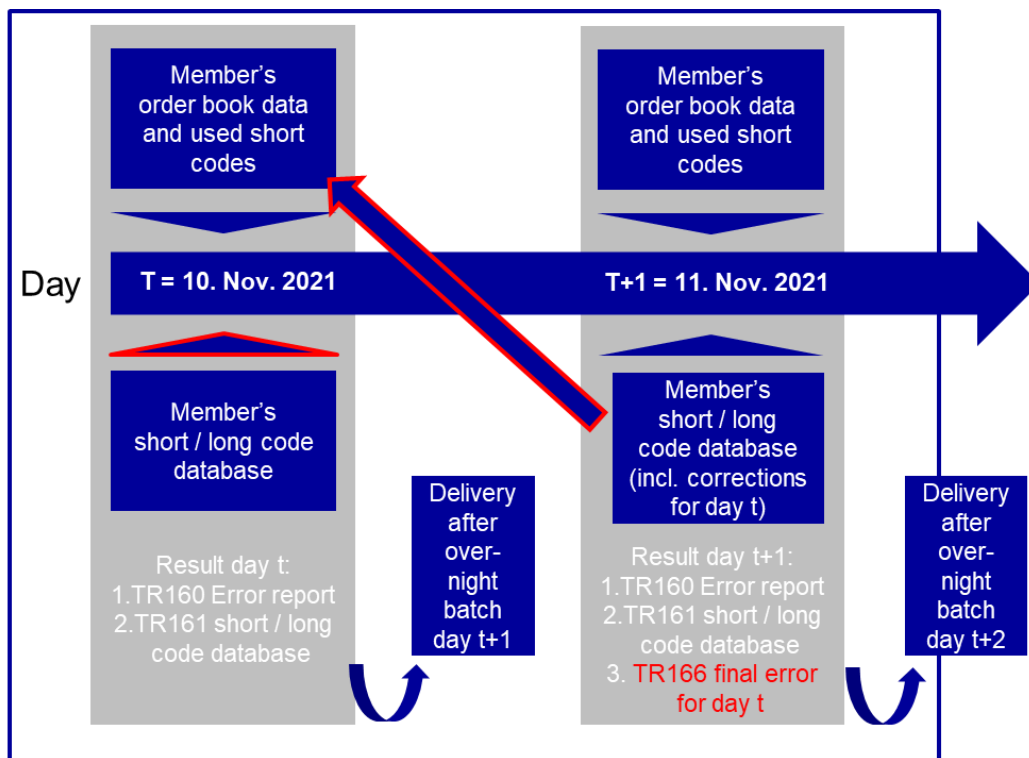 Member's
order book data
and used short
codes
Member's
order book data
and used short
codes
Day
T = 10. Nov. 2021
T+1 = 11. Nov. 2021
Member's
short / long code
database
Member's
short / long
code database
(incl. corrections
for day t)
Delivery
after
over-
night
batch
day t+1
Delivery
after
over-
night
batch
day t+2
Result day t:
1.TR160 Error report
2.TR161 short / long
code database
Result day t+1:
1.TR160 Error report
2.TR161 short / long
code database
3. TR166 final error
for day t